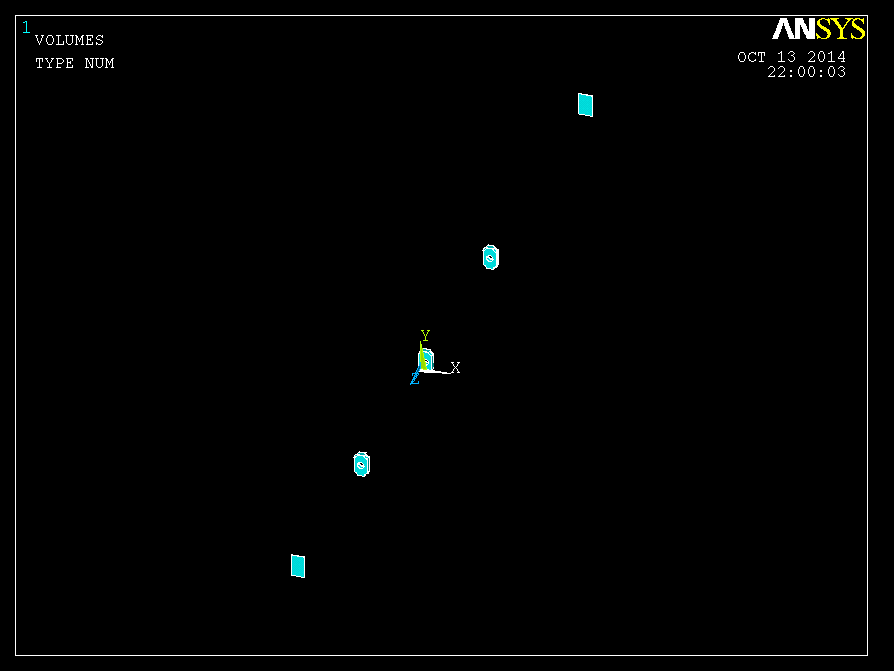 1
VOLUMES
TYPE NUM
ANSYS
OCT 13 2014
22:00:03
Y
X
Z